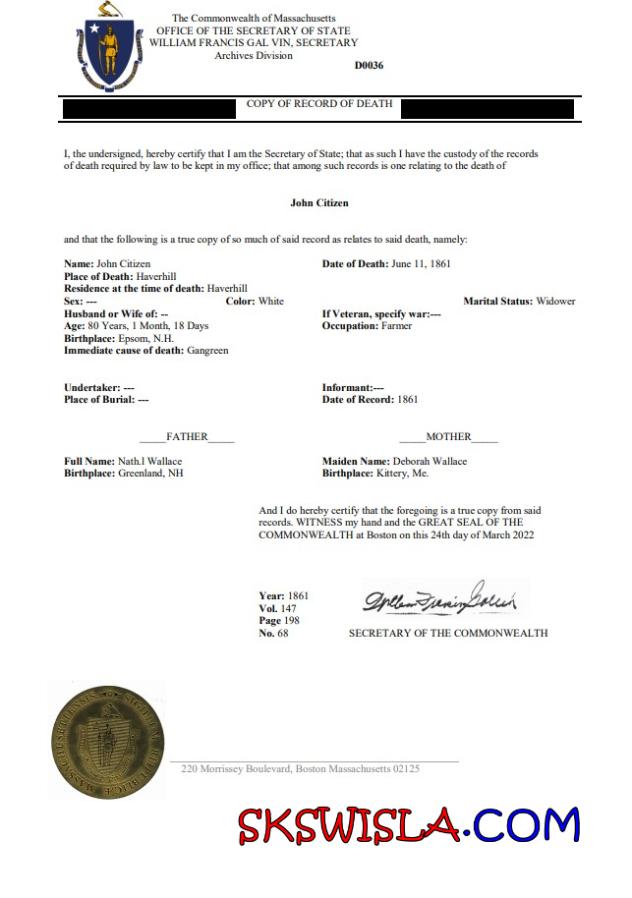 The Commonwealth of Massachusetts
OFFICE OF THE SECRETARY OF STATE
WILLIAM FRANCIS GAL VIN, SECRETARY
Archives Division
D0036
COPY OF RECORD OF DEATH
I, the undersigned, hereby certify that I am the Secretary of State; that as such I have the custody of the records
of death required by law to be kept in my office; that among such records is one relating to the death of
John Citizen
and that the following is a true copy of so much of said record as relates to said death, namely:
Name: John Citizen Date of Death: June 11, 1861
Place of Death: Haverhill
Residence at the time of death: Haverhill
Sex: --- Color: White Marital Status: Widower
Husband or Wife of: -- If Veteran, specify war:---
Age: 80 Years, 1 Month, 18 Days Occupation: Farmer
Birthplace: Epsom, N.H.
Immediate cause of death: Gangreen
Undertaker: --- Informant:---
Place of Burial: --- Date of Record: 1861
_____FATHER_____ _____MOTHER_____
Full Name: Nath.l Wallace Maiden Name: Deborah Wallace
Birthplace: Greenland, NH Birthplace: Kittery, Me.
And I do hereby certify that the foregoing is a true copy from said
records. WITNESS my hand and the GREAT SEAL OF THE
COMMONWEALTH at Boston on this 24th day of March 2022
Year: 1861
Vol. 147
Page 198
No. 68
William Francis Galvin
SECRETARY OF THE COMMONWEALTH
220 Morrissey Boulevard, Boston Massachusetts 02125
SKSWISLA.COM